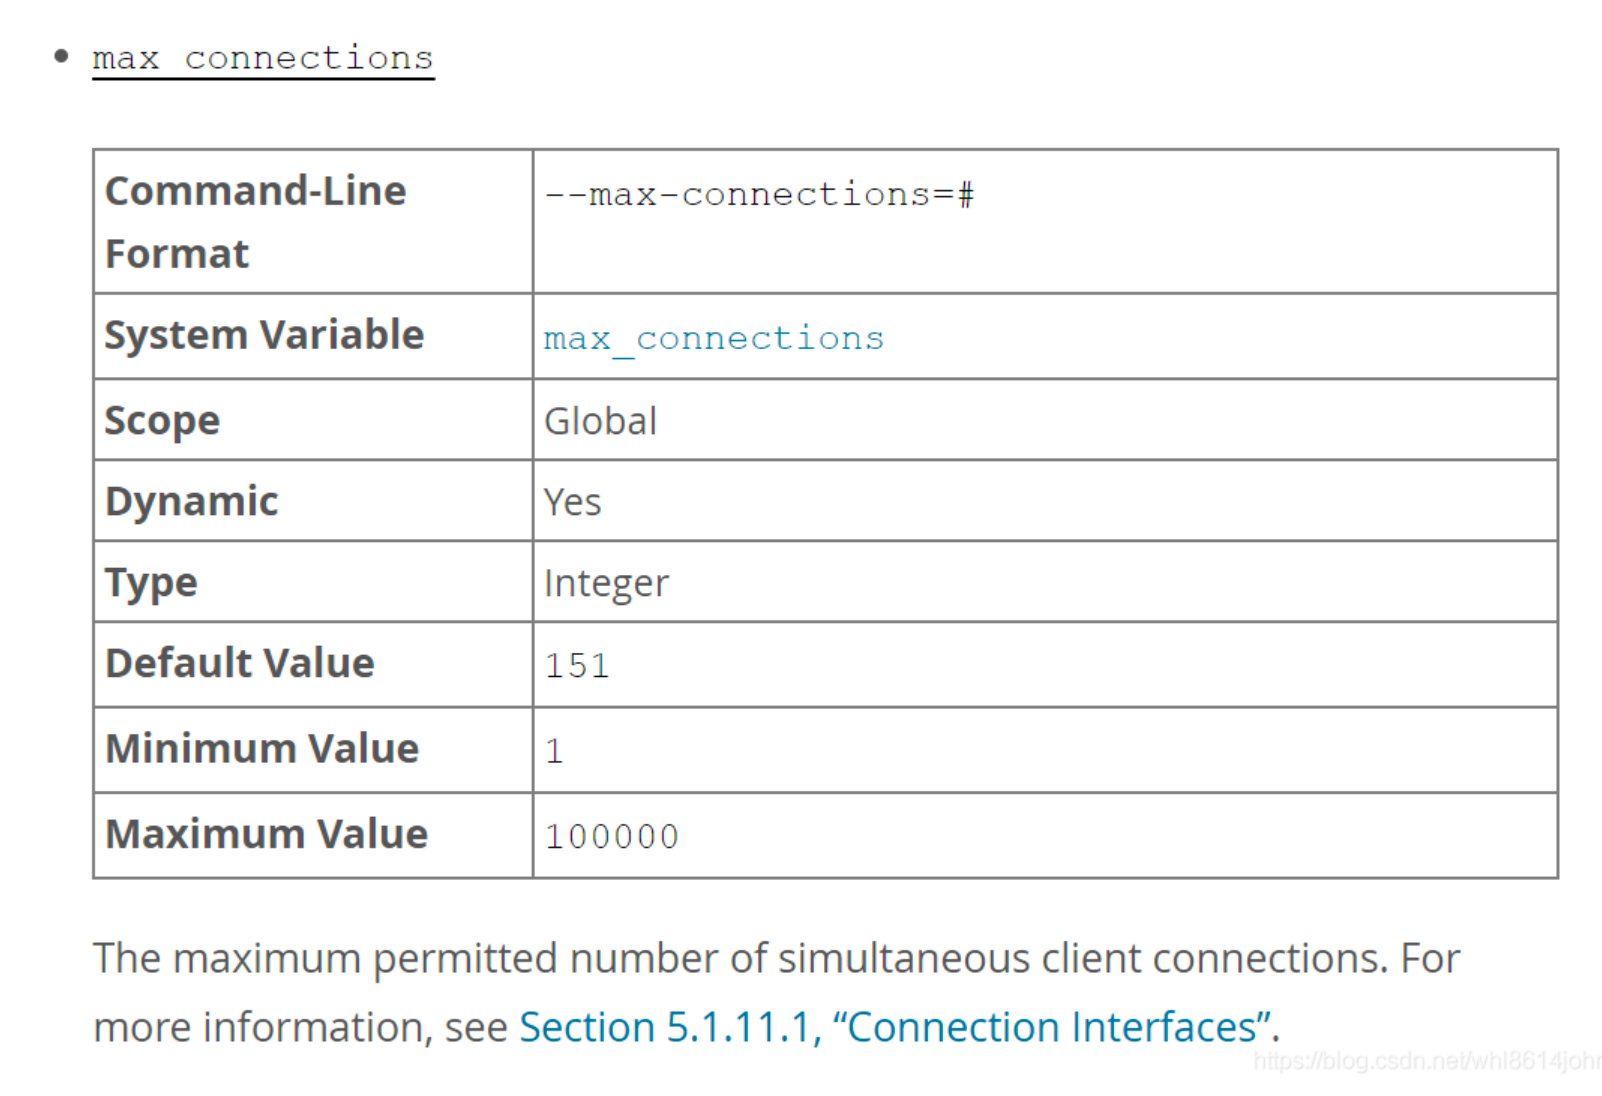 max_connections
Command-Line --max-connections=#
Format
System Variable max_connections
Scope Global
Dynamic Yes
Type Integer
Default Value 151
Minimum Value 1
Maximum Value 100000
The maximum permitted number of simultaneous client connections. For
more information, see Section 5.1.11.1, “Connection Interfaces”.
https://blog.csdn.net/whl8614john